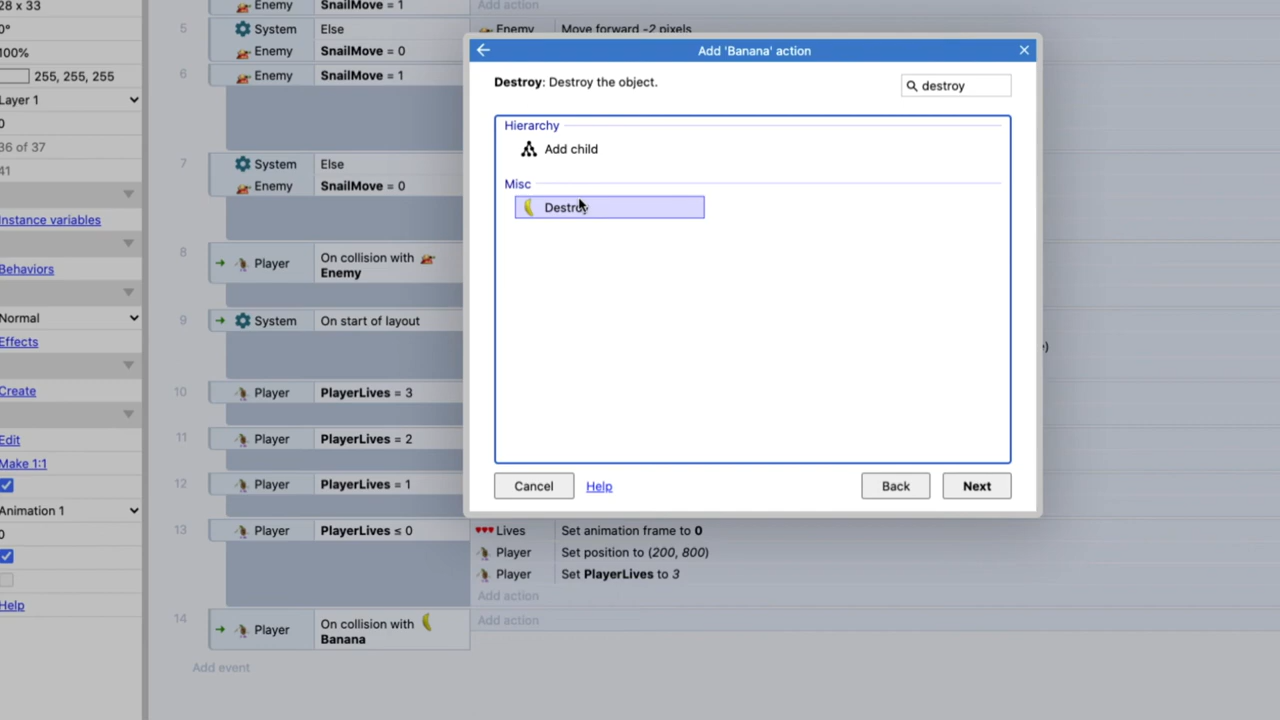 28 x 33
0°
100%
255, 255, 255
Layer 1
0
36 of 37
41
Instance variables
Behaviors
Normal
Effects
Create
Edit
Make 1:1
Animation 1
0
Help
Enemy SnailMove = 1 Add action
5 System Else Enemy Move forward -2 pixels
Enemy SnailMove = 0
6 Enemy SnailMove = 1
7 System Else
Enemy SnailMove = 0
8 Player On collision with
Enemy
9 System On start of layout
)
10 Player PlayerLives = 3
11 Player PlayerLives = 2
12 Player PlayerLives = 1
13 Player PlayerLives ≤ 0 Lives Set animation frame to 0
Player Set position to (200, 800)
Player Set PlayerLives to 3
Add action
14 Player On collision with
Banana
Add action
Add event
Add 'Banana' action
Destroy: Destroy the object.
destroy
Hierarchy
Add child
Misc
Destroy
Cancel Help Back Next